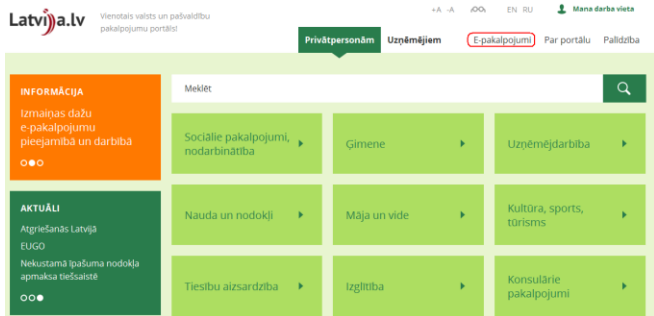 +A -A EN RU Mana darba vieta
Latvija.lv
Vienotais valsts un pašvaldību
pakalpojumu portāls!
Privātpersonām Uzņēmējiem E-pakalpojumi Par portālu Palīdzība
INFORMĀCIJA
Izmaiņas dažu
e-pakalpojumu
pieejamībā un darbībā
AKTUĀLI
Atgriešanās Latvijā
EUGO
Nekustamā īpašuma nodokļa
apmaksa tiešsaistē
Meklēt
Sociālie pakalpojumi,
nodarbinātība
Ģimene
Uzņēmējdarbība
Nauda un nodokļi
Māja un vide
Kultūra, sports,
tūrisms
Tiesību aizsardzība
Izglītība
Konsulārie
pakalpojumi